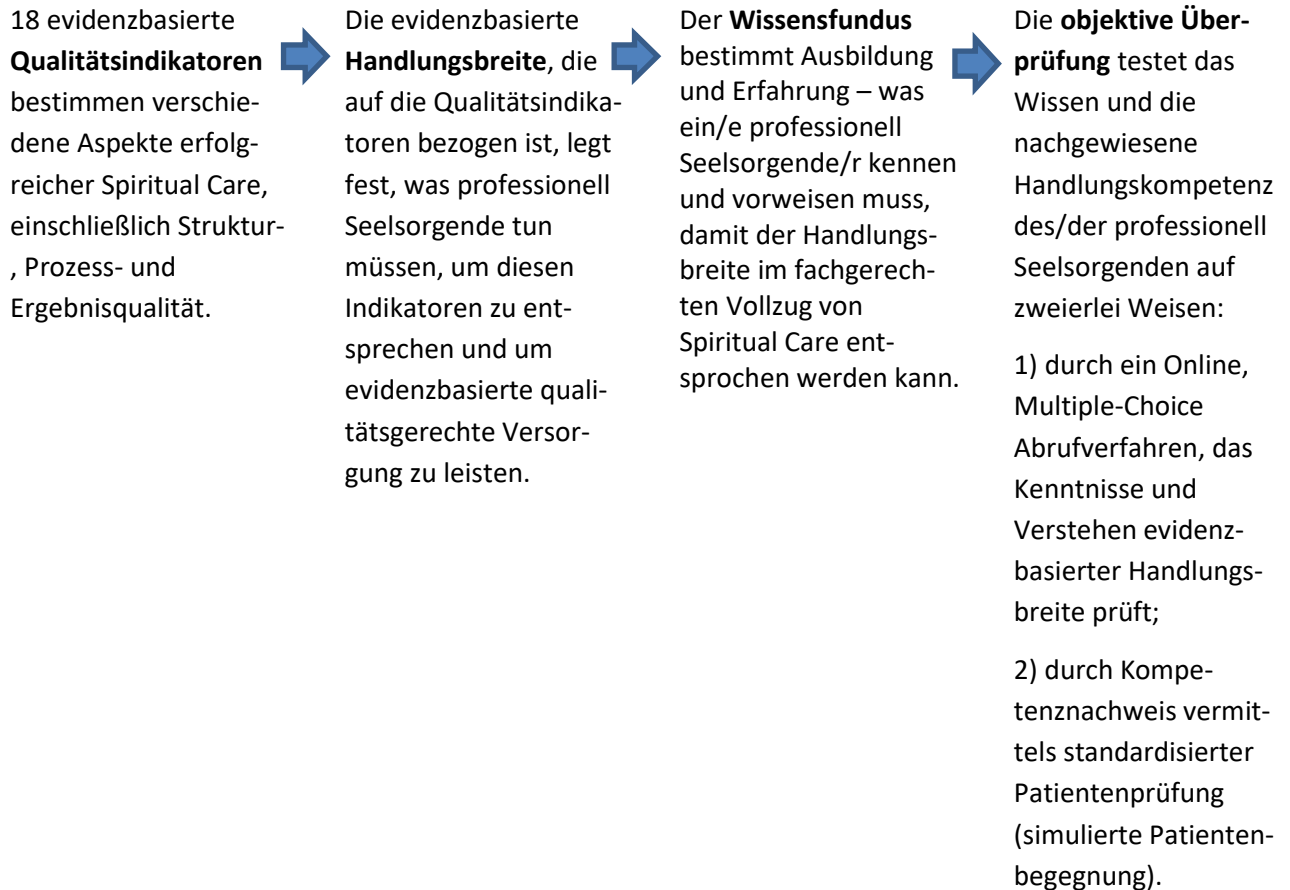 18 evidenzbasierte
Qualitätsindikatoren
bestimmen verschie-
dene Aspekte erfolg-
reicher Spiritual Care,
einschließlich Struktur-
, Prozess- und
Ergebnisqualität.
Die evidenzbasierte
Handlungsbreite, die
auf die Qualitätsindika-
toren bezogen ist, legt
fest, was professionell
Seelsorgende tun
müssen, um diesen
Indikatoren zu ent-
sprechen und um
evidenzbasierte quali-
tätsgerechte Versor-
gung zu leisten.
Der Wissensfundus
bestimmt Ausbildung
und Erfahrung – was
ein/e professionell
Seelsorgende/r kennen
und vorweisen muss,
damit der Handlungs-
breite im fachgerech-
ten Vollzug von
Spiritual Care ent-
sprochen werden kann.
Die objektive Über-
prüfung testet das
Wissen und die
nachgewiesene
Handlungskompetenz
des/der professionell
Seelsorgenden auf
zweierlei Weisen:
1) durch ein Online,
Multiple-Choice
Abrufverfahren, das
Kenntnisse und
Verstehen evidenz-
basierter Handlungs-
breite prüft;
2) durch Kompe-
tenznachweis vermit-
tels standardisierter
Patientenprüfung
(simulierte Patienten-
begegnung).